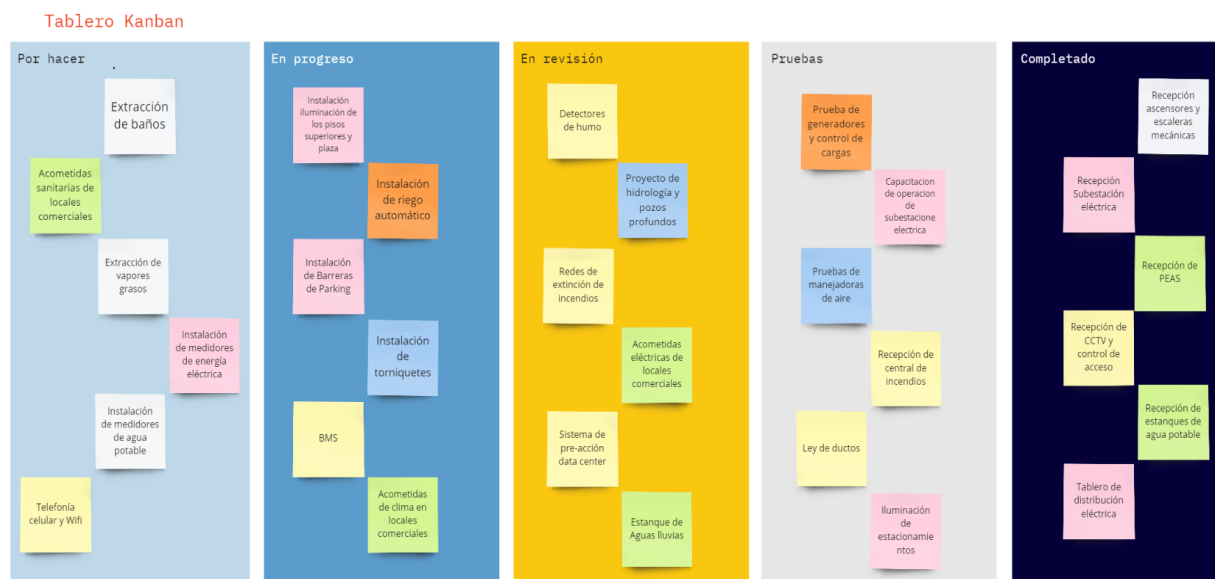 Tablero Kanban
Por hacer
Extracción
de baños
Acometidas
sanitarias de
locales
comerciales
Extracción de
vapores
grasos
Instalación
de medidores
de energía
eléctrica
Instalación
de medidores
de agua
potable
Telefonía
celular y Wifi
En progreso
Instalación
iluminación de
los pisos
superiores y
plaza
Instalación
de riego
automático
Instalación
de Barreras
de Parking
Instalación
de
torniquetes
BMS
Acometidas
de clima en
locales
comerciales
En revisión
Detectores
de humo
Proyecto de
hidrología y
pozos
profundos
Redes de
extinción de
incendios
Acometidas
eléctricas de
locales
comerciales
Sistema de
pre-acción
data center
Estanque de
Aguas lluvias
Pruebas
Prueba de
generadores
y control de
cargas
Capacitacion
de operacion
de
subestacione
electrica
Pruebas de
manejadoras
de aire
Recepción de
central de
incendios
Ley de ductos
Iluminación
de
estacionamie
ntos
Completado
Recepción
ascensores y
escaleras
mecánicas
Recepción
Subestación
eléctrica
Recepción de
PEAS
Recepción de
CCTV y
control de
acceso
Recepción de
estanques de
agua potable
Tablero de
distribución
eléctrica